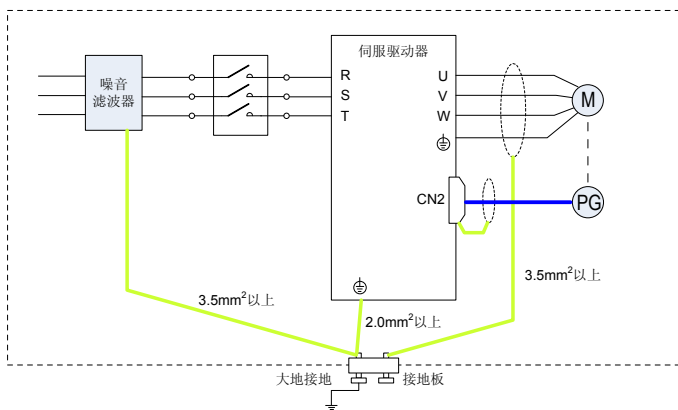 伺服驱动器
噪音
滤波器
R
S
T
U
V
W
M
CN2
PG
3.5mm²以上
2.0mm²以上
3.5mm²以上
大地接地
接地板